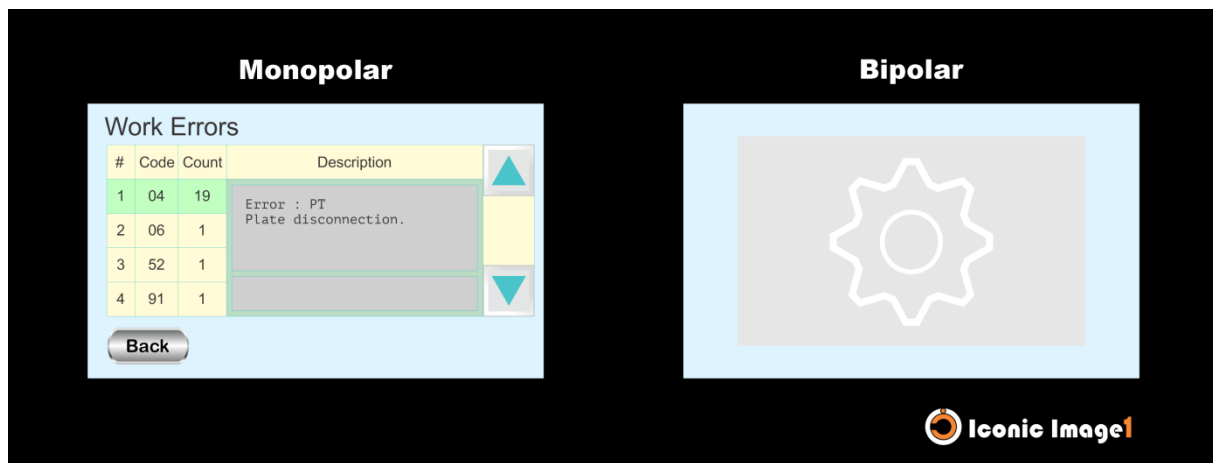 Monopolar
Bipolar
Work Errors
# Code Count Description
1 04 19
Error : PT
Plate disconnection.
2 06 1
3 52 1
4 91 1
Back
Iconic Image1